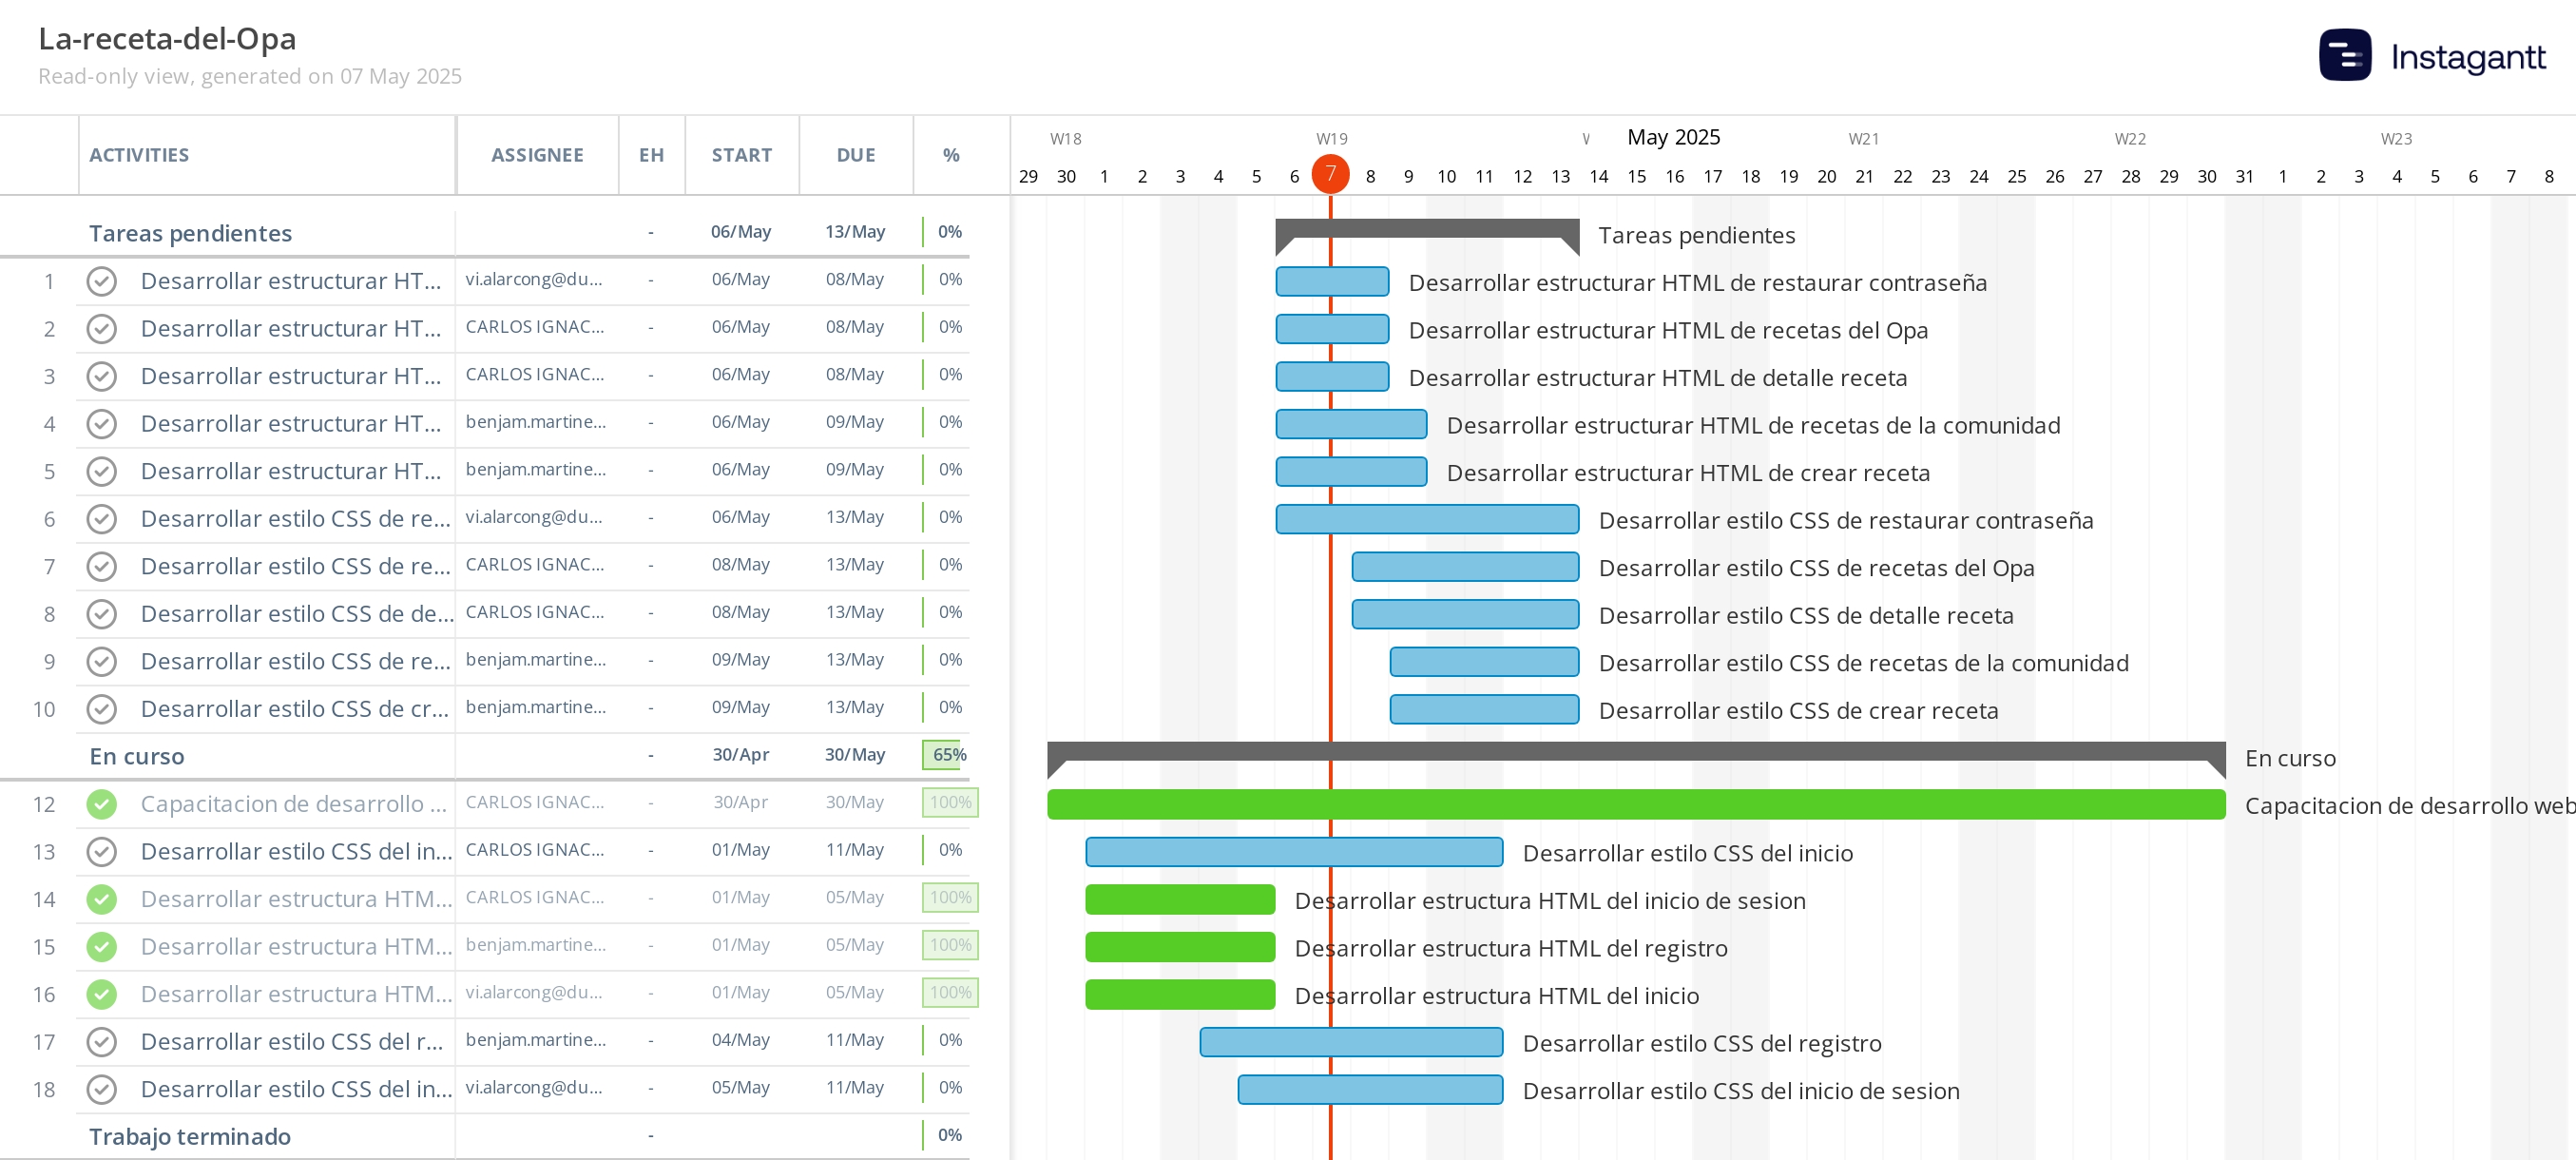 La-receta-del-Opa
Read-only view, generated on 07 May 2025
Instagantt
ACTIVITIES ASSIGNEE EH START DUE %
W18 W19 May 2025 W21 W22 W23
29 30 1 2 3 4 5 6 7 8 9 10 11 12 13 14 15 16 17 18 19 20 21 22 23 24 25 26 27 28 29 30 31 1 2 3 4 5 6 7 8
Tareas pendientes - 06/May 13/May 0% Tareas pendientes
1 Desarrollar estructurar HT... vi.alarcong@du... - 06/May 08/May 0% Desarrollar estructurar HTML de restaurar contraseña
2 Desarrollar estructurar HT... CARLOS IGNAC... - 06/May 08/May 0% Desarrollar estructurar HTML de recetas del Opa
3 Desarrollar estructurar HT... CARLOS IGNAC... - 06/May 08/May 0% Desarrollar estructurar HTML de detalle receta
4 Desarrollar estructurar HT... benjam.martine... - 06/May 09/May 0% Desarrollar estructurar HTML de recetas de la comunidad
5 Desarrollar estructurar HT... benjam.martine... - 06/May 09/May 0% Desarrollar estructurar HTML de crear receta
6 Desarrollar estilo CSS de re... vi.alarcong@du... - 06/May 13/May 0% Desarrollar estilo CSS de restaurar contraseña
7 Desarrollar estilo CSS de re... CARLOS IGNAC... - 08/May 13/May 0% Desarrollar estilo CSS de recetas del Opa
8 Desarrollar estilo CSS de de... CARLOS IGNAC... - 08/May 13/May 0% Desarrollar estilo CSS de detalle receta
9 Desarrollar estilo CSS de re... benjam.martine... - 09/May 13/May 0% Desarrollar estilo CSS de recetas de la comunidad
10 Desarrollar estilo CSS de cr... benjam.martine... - 09/May 13/May 0% Desarrollar estilo CSS de crear receta
En curso - 30/Apr 30/May 65% En curso
12 Capacitacion de desarrollo ... CARLOS IGNAC... - 30/Apr 30/May 100% Capacitacion de desarrollo web
13 Desarrollar estilo CSS del in... CARLOS IGNAC... - 01/May 11/May 0% Desarrollar estilo CSS del inicio
14 Desarrollar estructura HTM... CARLOS IGNAC... - 01/May 05/May 100% Desarrollar estructura HTML del inicio de sesion
15 Desarrollar estructura HTM... benjam.martine... - 01/May 05/May 100% Desarrollar estructura HTML del registro
16 Desarrollar estructura HTM... vi.alarcong@du... - 01/May 05/May 100% Desarrollar estructura HTML del inicio
17 Desarrollar estilo CSS del r... benjam.martine... - 04/May 11/May 0% Desarrollar estilo CSS del registro
18 Desarrollar estilo CSS del in... vi.alarcong@du... - 05/May 11/May 0% Desarrollar estilo CSS del inicio de sesion
Trabajo terminado - 0%